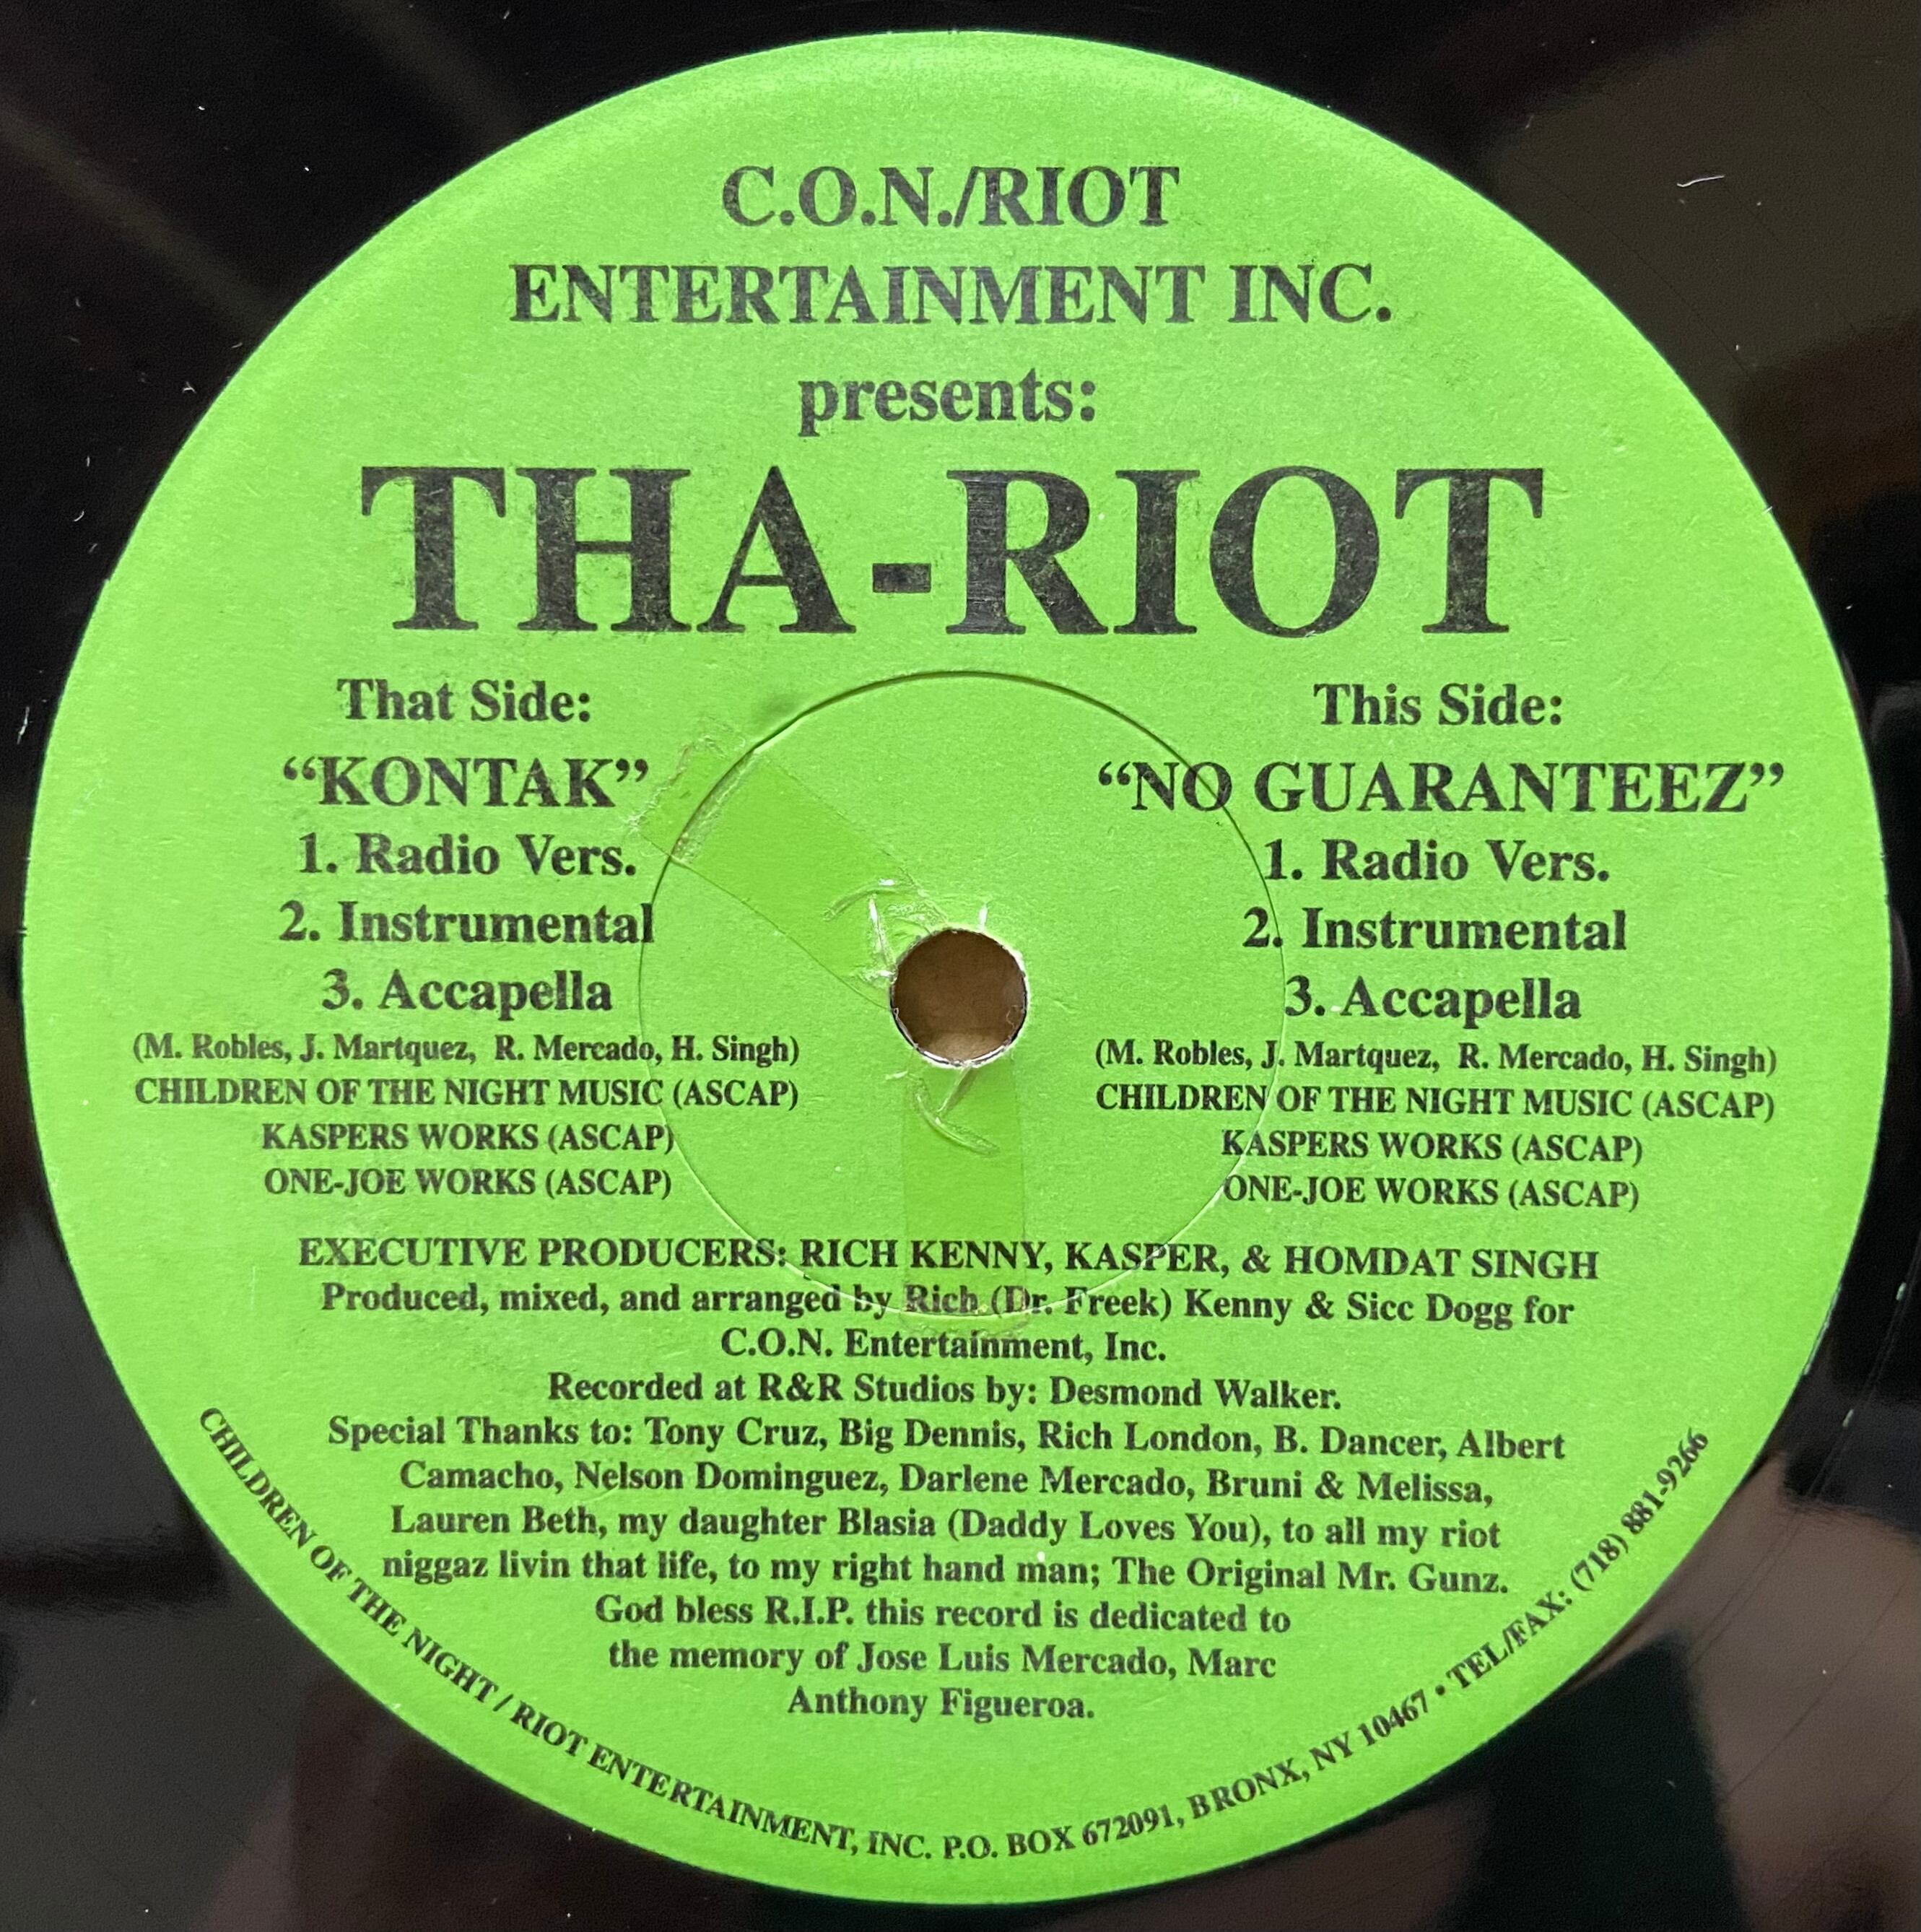 C.O.N./RIOT
ENTERTAINMENT INC.
presents:
THA-RIOT
That Side:
“KONTAK”
1. Radio Vers.
2. Instrumental
3. Accapella
(M. Robles, J. Martquez, R. Mercado, H. Singh)
CHILDREN OF THE NIGHT MUSIC (ASCAP)
KASPERS WORKS (ASCAP)
ONE-JOE WORKS (ASCAP)
This Side:
“NO GUARANTEEZ”
1. Radio Vers.
2. Instrumental
3. Accapella
(M. Robles, J. Martquez, R. Mercado, H. Singh)
CHILDREN OF THE NIGHT MUSIC (ASCAP)
KASPERS WORKS (ASCAP)
ONE-JOE WORKS (ASCAP)
EXECUTIVE PRODUCERS: RICH KENNY, KASPER, & HOMDAT SINGH
Produced, mixed, and arranged by Rich (Dr. Freek) Kenny & Sicc Dogg for
C.O.N. Entertainment, Inc.
Recorded at R&R Studios by: Desmond Walker.
Special Thanks to: Tony Cruz, Big Dennis, Rich London, B. Dancer, Albert
Camacho, Nelson Dominguez, Darlene Mercado, Bruni & Melissa,
Lauren Beth, my daughter Blasia (Daddy Loves You), to all my riot
niggaz livin that life, to my right hand man; The Original Mr. Gunz.
God bless R.I.P. this record is dedicated to
the memory of Jose Luis Mercado, Marc
Anthony Figueroa.
CHILDREN OF THE NIGHT / RIOT ENTERTAINMENT, INC. P.O. BOX 672091, BRONX, NY 10467 • TEL/FAX: (718) 881-9266